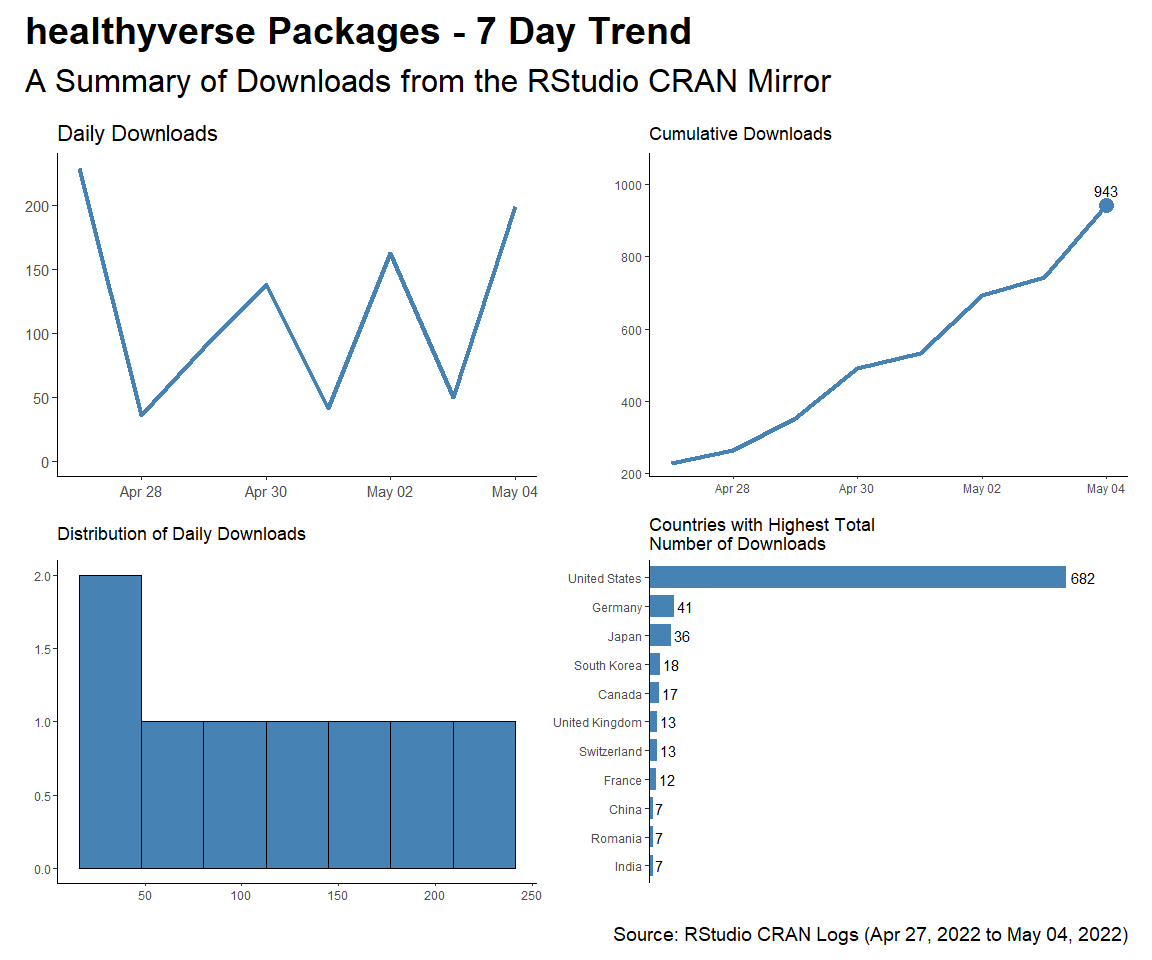 healthyverse Packages - 7 Day Trend
A Summary of Downloads from the RStudio CRAN Mirror
Daily Downloads
200
150
100
50
0
Apr 28 Apr 30 May 02 May 04
Cumulative Downloads
1000
800
600
400
200
943
Apr 28 Apr 30 May 02 May 04
Distribution of Daily Downloads
2.0
1.5
1.0
0.5
0.0
50 100 150 200 250
Countries with Highest Total
Number of Downloads
United States 682
Germany 41
Japan 36
South Korea 18
Canada 17
United Kingdom 13
Switzerland 13
France 12
China 7
Romania 7
India 7
Source: RStudio CRAN Logs (Apr 27, 2022 to May 04, 2022)